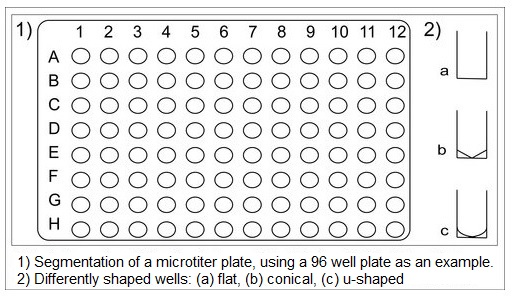 1) 1 2 3 4 5 6 7 8 9 10 11 12 2)
A
B
C
D
E
F
G
H
a
b
c
1) Segmentation of a microtiter plate, using a 96 well plate as an example.
2) Differently shaped wells: (a) flat, (b) conical, (c) u-shaped